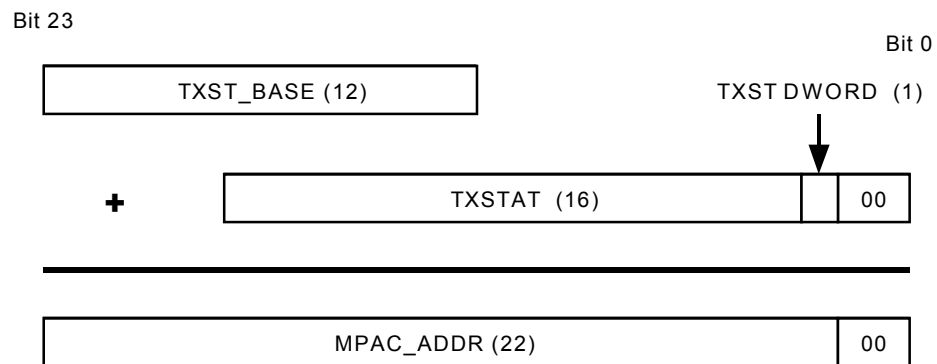 Bit 23
Bit 0
TXST_BASE (12)
TXST DWORD (1)
+
TXSTAT (16)
00
MPAC_ADDR (22)
00